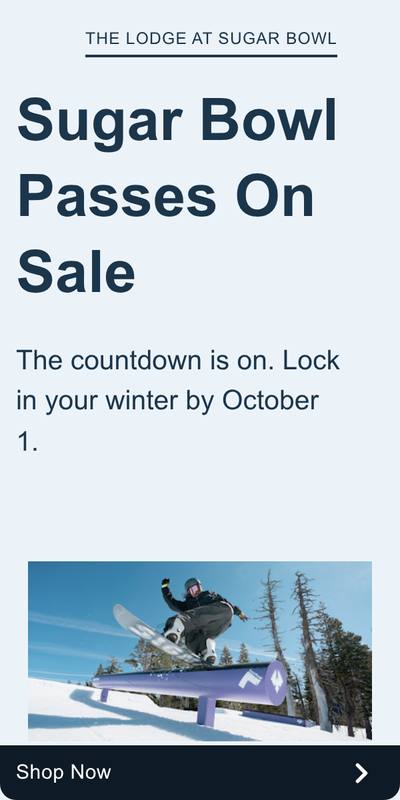 THE LODGE AT SUGAR BOWL
Sugar Bowl
Passes On
Sale
The countdown is on. Lock
in your winter by October
1.
Shop Now